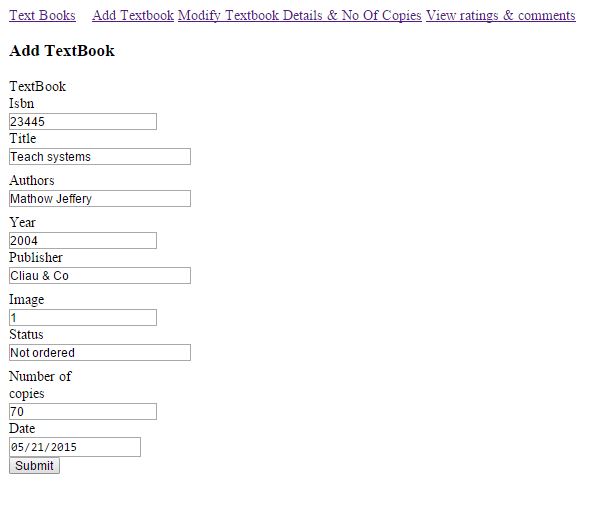 Text Books Add Textbook Modify Textbook Details & No Of Copies View ratings & comments
Add TextBook
TextBook
Isbn
23445
Title
Teach systems
Authors
Mathow Jeffery
Year
2004
Publisher
Cliau & Co
Image
1
Status
Not ordered
Number of
copies
70
Date
05/21/2015
Submit